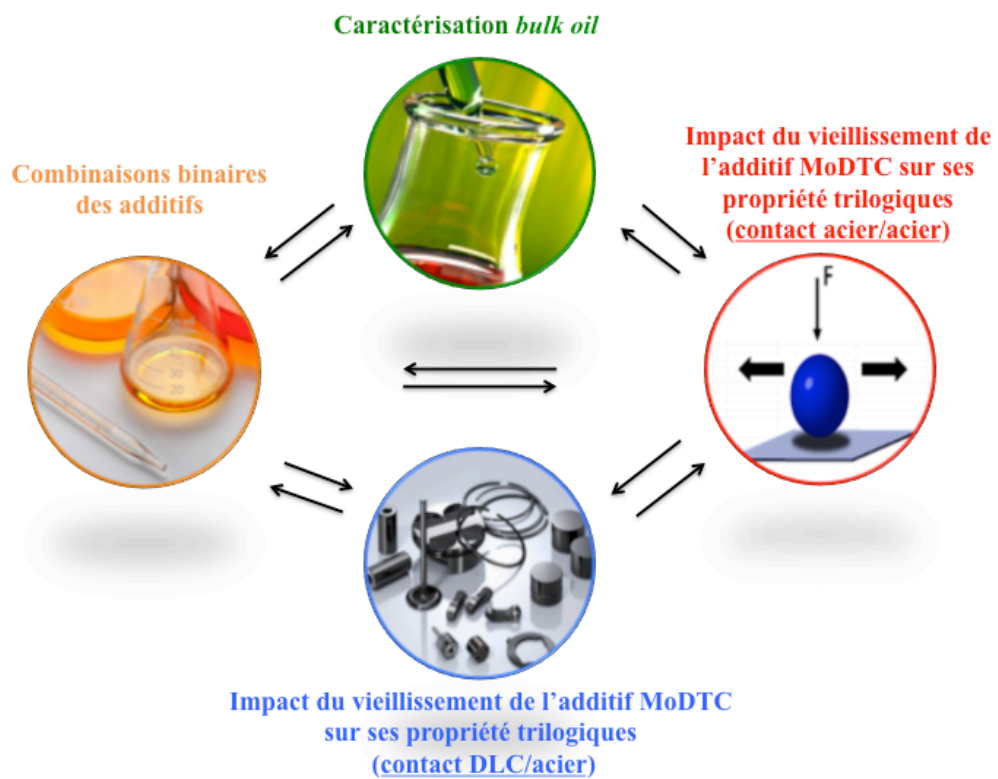 Caractérisation bulk oil
Combinaisons binaires
des additifs
Impact du vieillissement de
l’additif MoDTC sur ses
propriété trilogiques
(contact acier/acier)
F
Impact du vieillissement de l’additif MoDTC
sur ses propriété trilogiques
(contact DLC/acier)